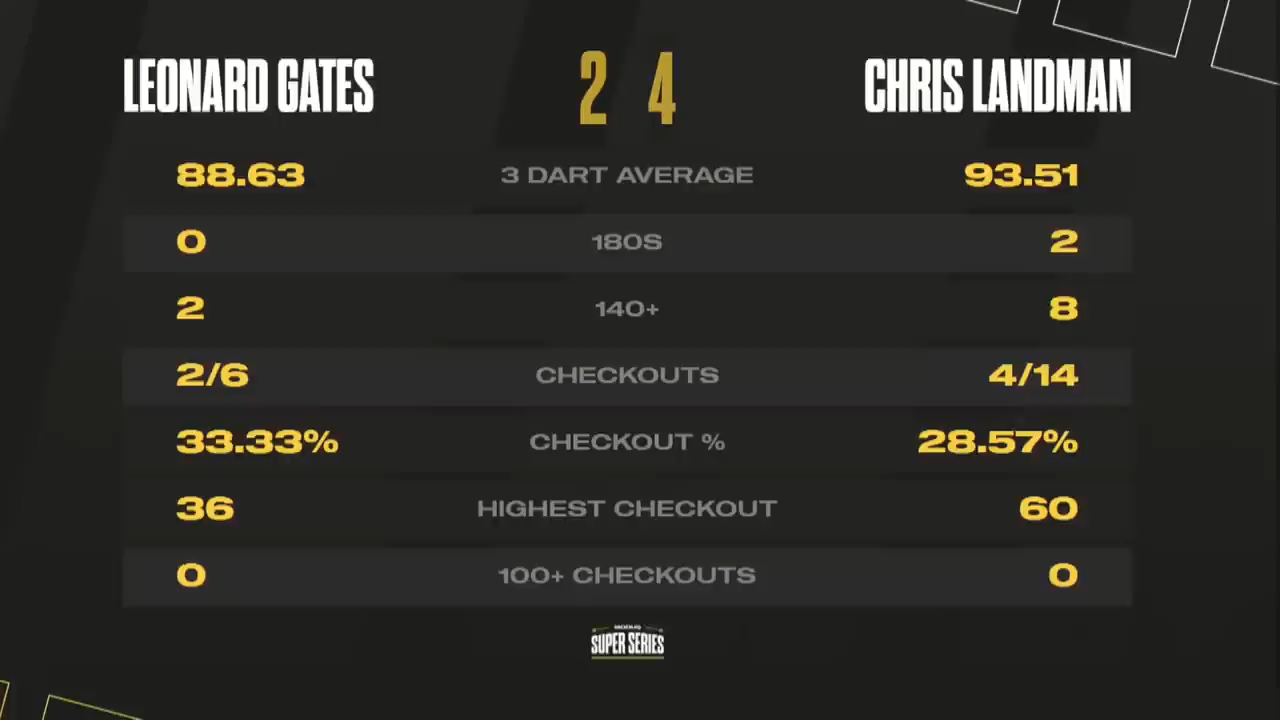 LEONARD GATES 2 4 CHRIS LANDMAN
88.63 3 DART AVERAGE 93.51
0 180S 2
2 140+ 8
2/6 CHECKOUTS 4/14
33.33% CHECKOUT % 28.57%
36 HIGHEST CHECKOUT 60
0 100+ CHECKOUTS 0
MODUS
SUPER SERIES